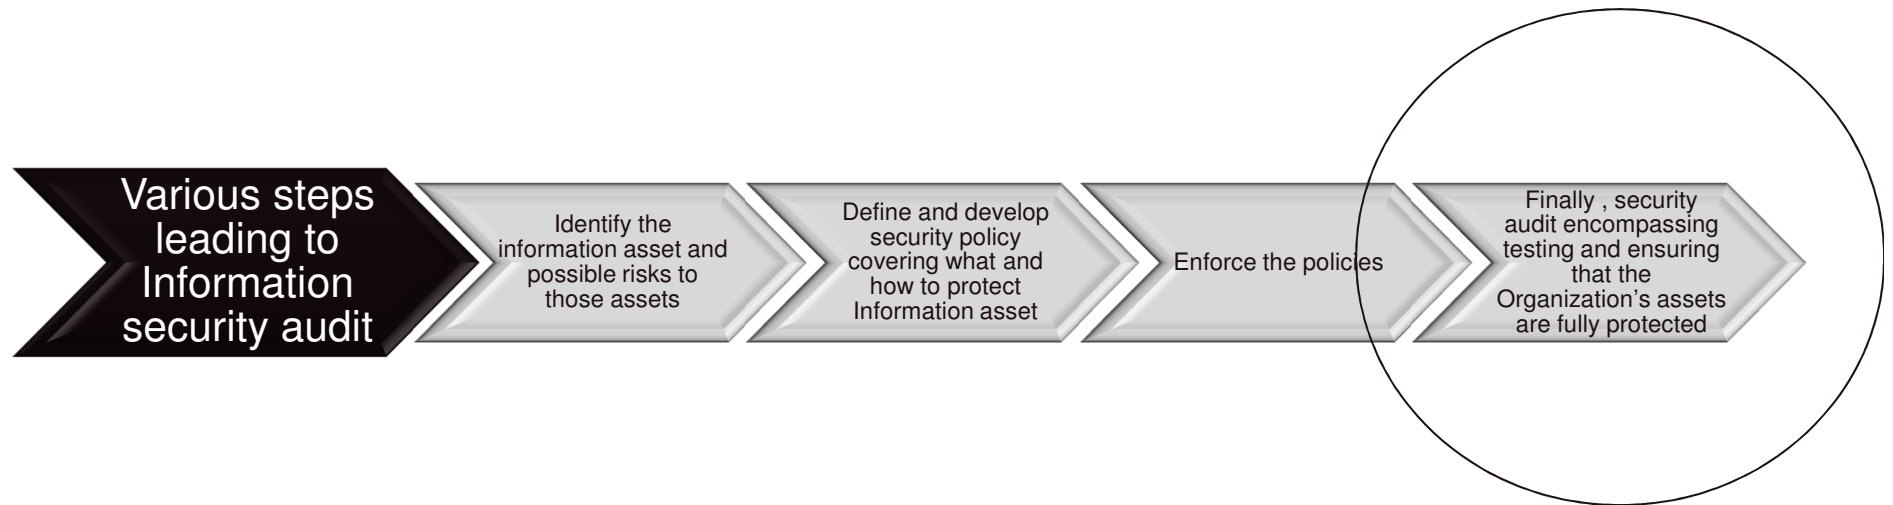 Various steps
leading to
Information
security audit
Identify the
information asset and
possible risks to
those assets
Define and develop
security policy
covering what and
how to protect
Information asset
Enforce the policies
Finally , security
audit encompassing
testing and ensuring
that the
Organization’s assets
are fully protected